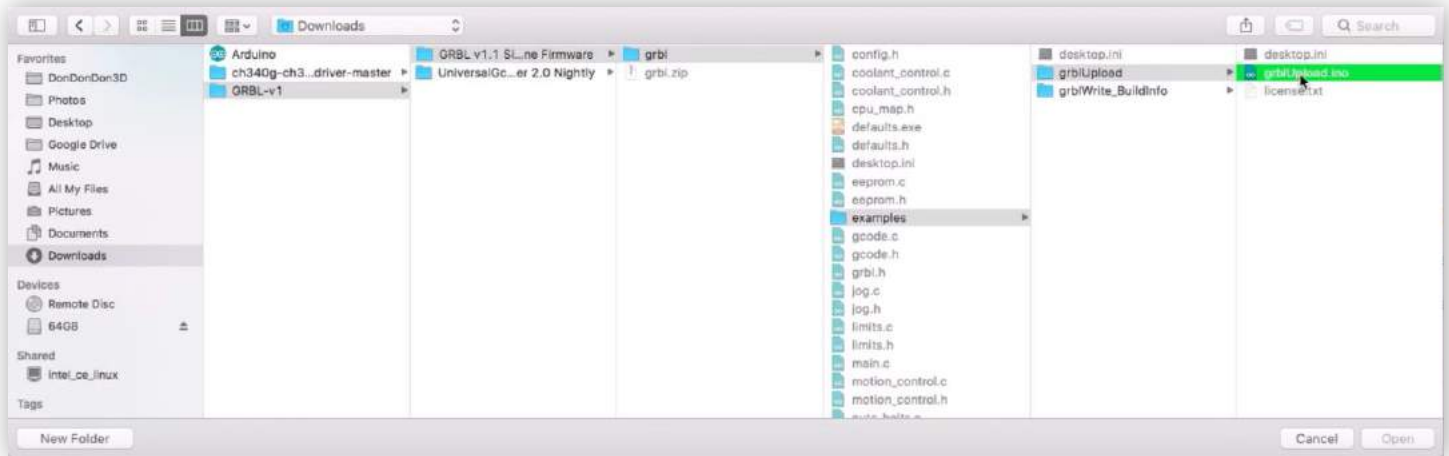 Downloads
Search
Favorites
DonDonDon3D
Photos
Desktop
Google Drive
Music
All My Files
Pictures
Documents
Downloads
Devices
Remote Disc
64GB
Shared
intel_ce_linux
Tags
Arduino
ch340g-ch3...driver-master
GRBL-v1
GRBL v1.1 Si...ne Firmware
UniversalGc...er 2.0 Nightly
grbl
grbl.zip
config.h
coolant_control.c
coolant_control.h
cpu_map.h
defaults.exe
defaults.h
desktop.ini
eeprom.c
eeprom.h
examples
gcode.c
gcode.h
grbl.h
jog.c
jog.h
limits.c
limits.h
main.c
motion_control.c
motion_control.h
desktop.ini
grblUpload
grblWrite_BuildInfo
desktop.ini
grblUpload.ino
license.txt
New Folder
Cancel
Open